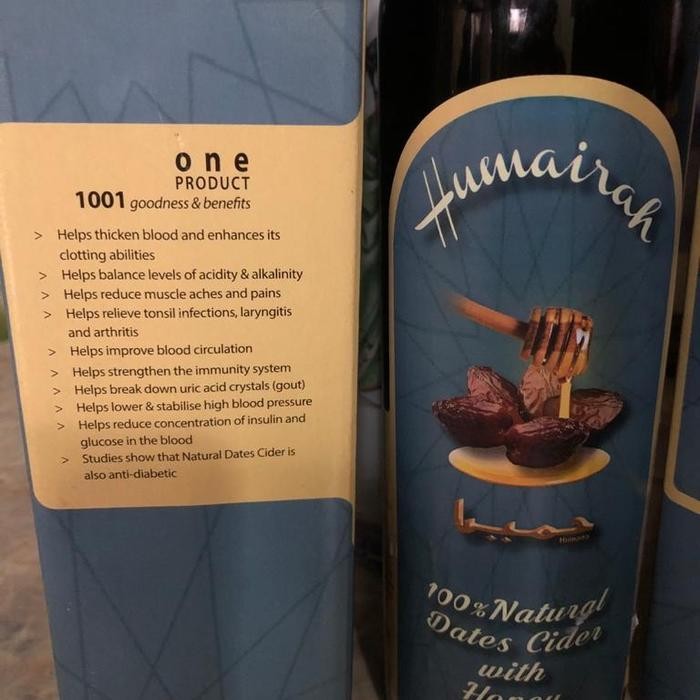 one
PRODUCT
1001 goodness & benefits
> Helps thicken blood and enhances its
clotting abilities
> Helps balance levels of acidity & alkalinity
> Helps reduce muscle aches and pains
> Helps relieve tonsil infections, laryngitis
and arthritis
> Helps improve blood circulation
> Helps strengthen the immunity system
> Helps break down uric acid crystals (gout)
> Helps lower & stabilise high blood pressure
> Helps reduce concentration of insulin and
glucose in the blood
> Studies show that Natural Dates Cider is
also anti-diabetic
Humairah
100% Natural
Dates Cider
with
Honey